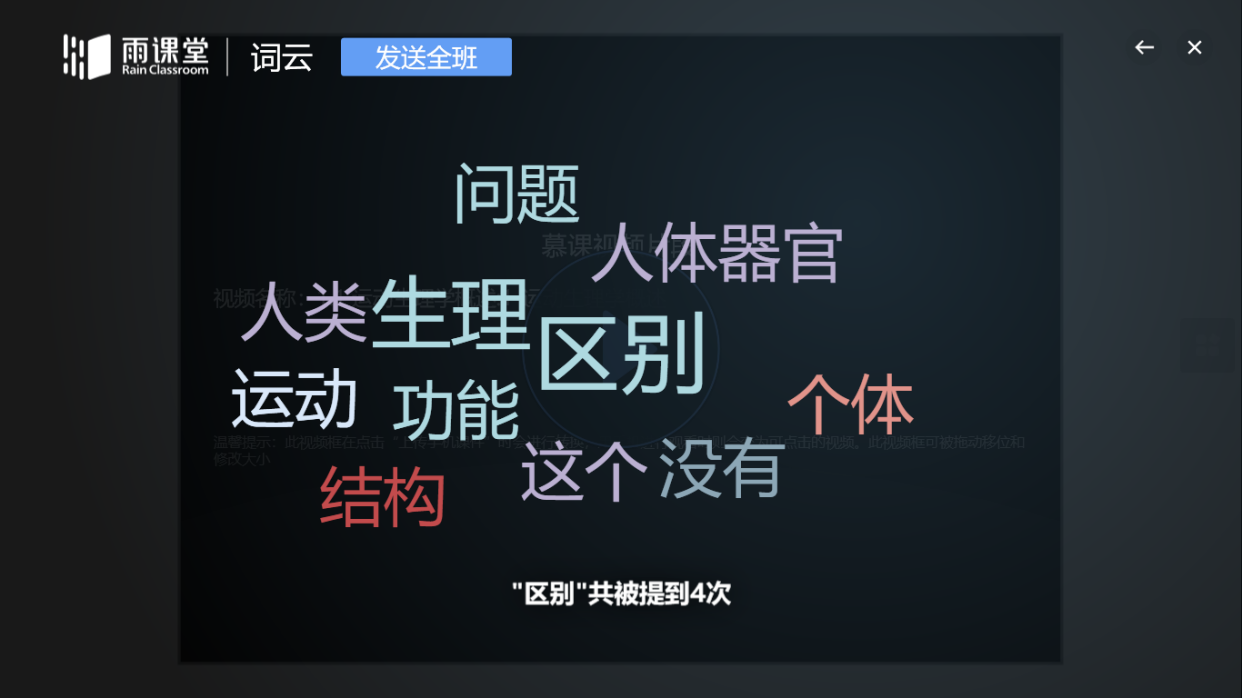 雨课堂
Rain Classroom
词云
发送全班
问题
人体器官
人类
生理
区别
运动
功能
个体
这个
没有
结构
"区别"共被提到4次